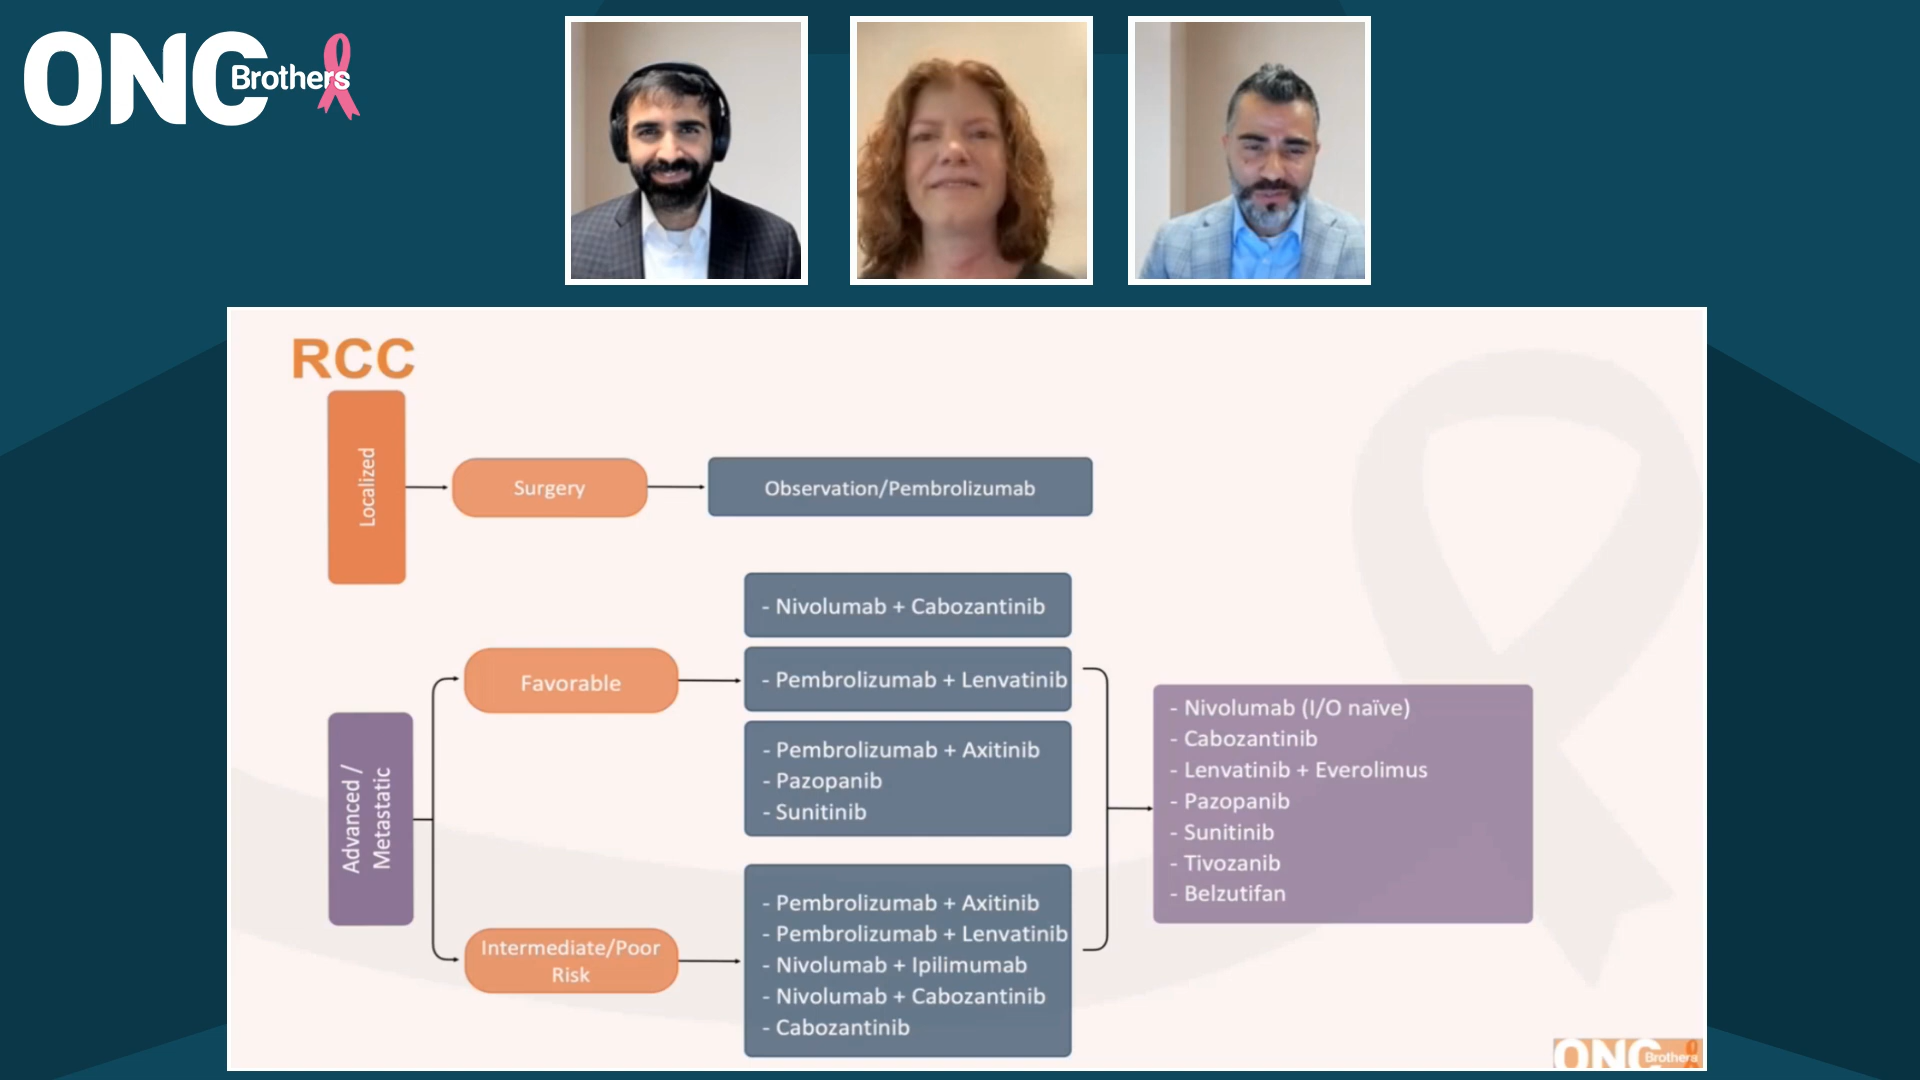 ONC
Brothers
RCC
Localized
Surgery
Observation/Pembrolizumab
Advanced /
Metastatic
Favorable
- Nivolumab + Cabozantinib
- Pembrolizumab + Lenvatinib
- Pembrolizumab + Axitinib
- Pazopanib
- Sunitinib
Intermediate/Poor
Risk
- Pembrolizumab + Axitinib
- Pembrolizumab + Lenvatinib
- Nivolumab + Ipilimumab
- Nivolumab + Cabozantinib
- Cabozantinib
- Nivolumab (I/O naïve)
- Cabozantinib
- Lenvatinib + Everolimus
- Pazopanib
- Sunitinib
- Tivozanib
- Belzutifan
ONC
Brothers